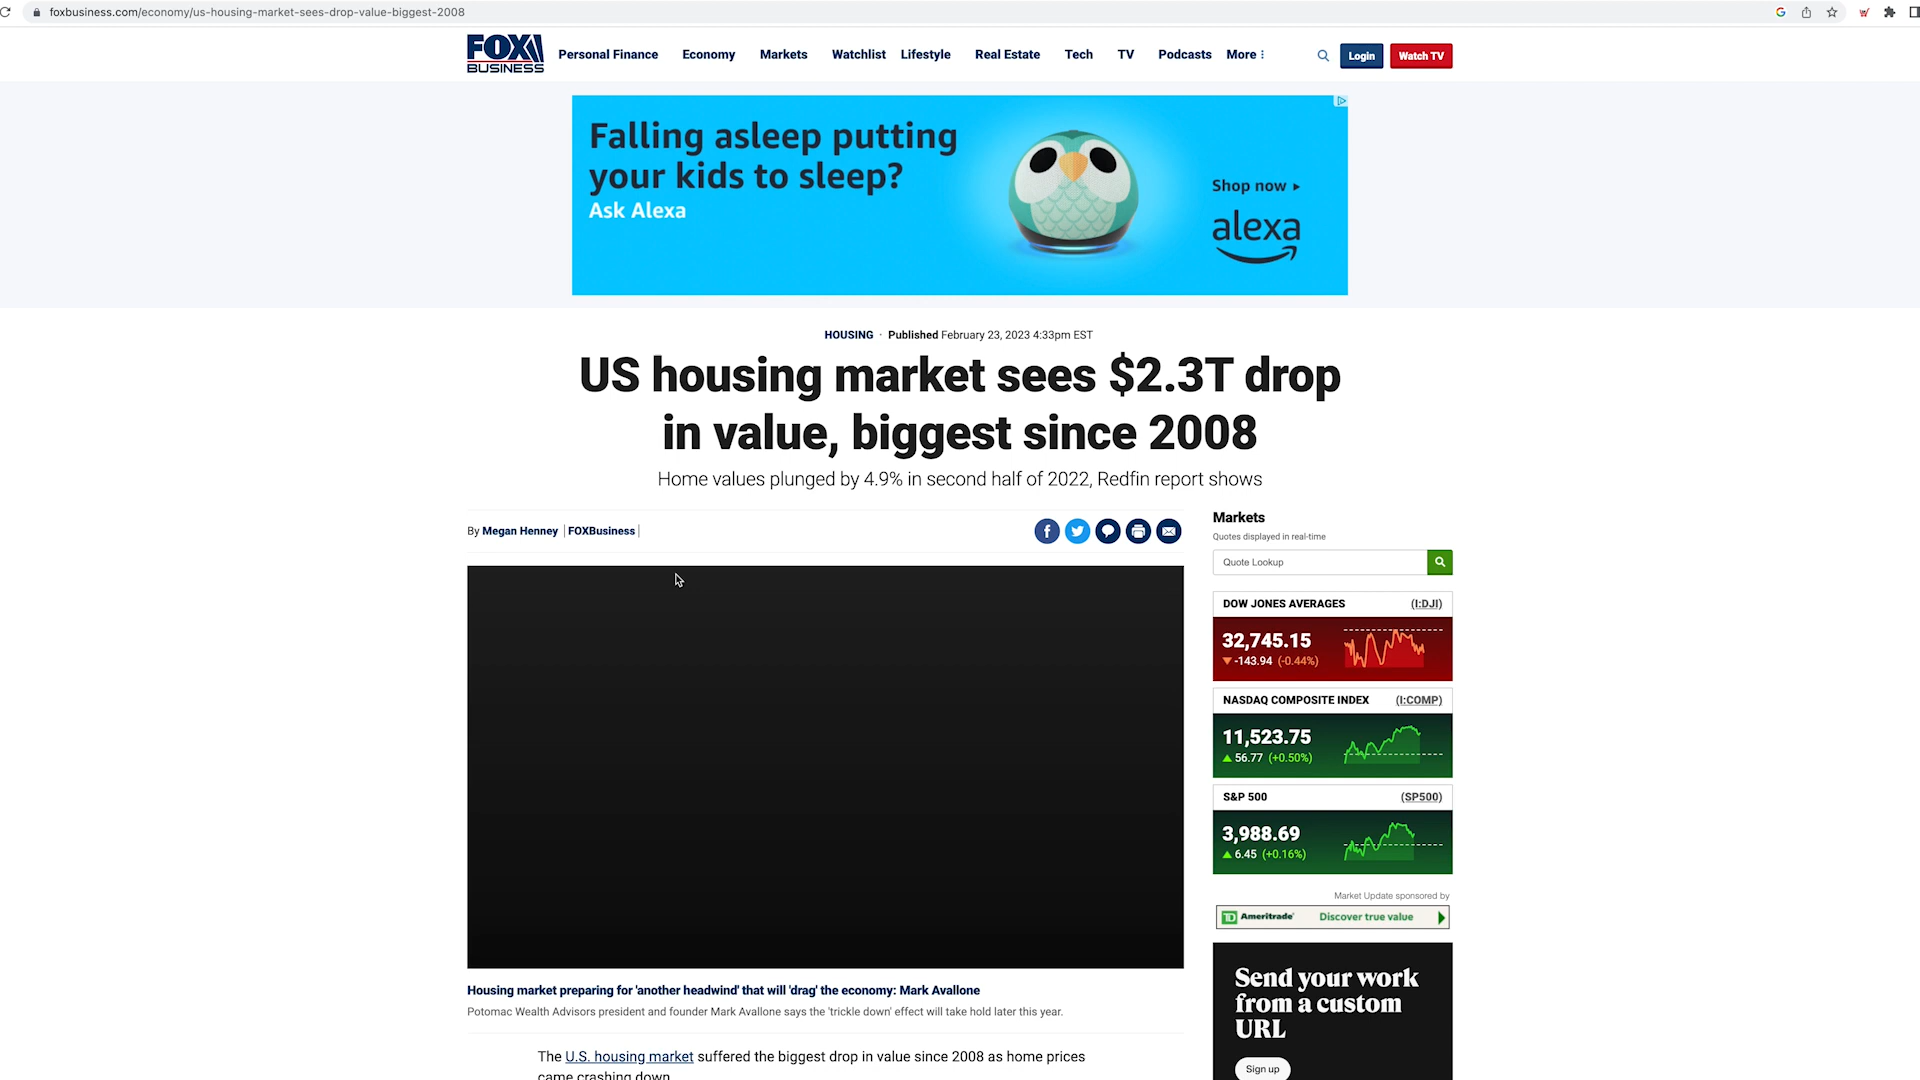 foxbusiness.com/economy/us-housing-market-sees-drop-value-biggest-2008
FOX
BUSINESS
Personal Finance
Economy
Markets
Watchlist
Lifestyle
Real Estate
Tech
TV
Podcasts
More
Login
Watch TV
Falling asleep putting
your kids to sleep?
Ask Alexa
Shop now
alexa
HOUSING · Published February 23, 2023 4:33pm EST
US housing market sees $2.3T drop
in value, biggest since 2008
Home values plunged by 4.9% in second half of 2022, Redfin report shows
By Megan Henney | FOXBusiness |
Markets
Quotes displayed in real-time
Quote Lookup
DOW JONES AVERAGES (I:DJI)
32,745.15
-143.94 (-0.44%)
NASDAQ COMPOSITE INDEX (I:COMP)
11,523.75
56.77 (+0.50%)
S&P 500 (SP500)
3,988.69
6.45 (+0.16%)
Market Update sponsored by
TD Ameritrade Discover true value
Send your work
from a custom
URL
Sign up
Housing market preparing for 'another headwind' that will 'drag' the economy: Mark Avallone
Potomac Wealth Advisors president and founder Mark Avallone says the 'trickle down' effect will take hold later this year.
The U.S. housing market suffered the biggest drop in value since 2008 as home prices
came crashing down